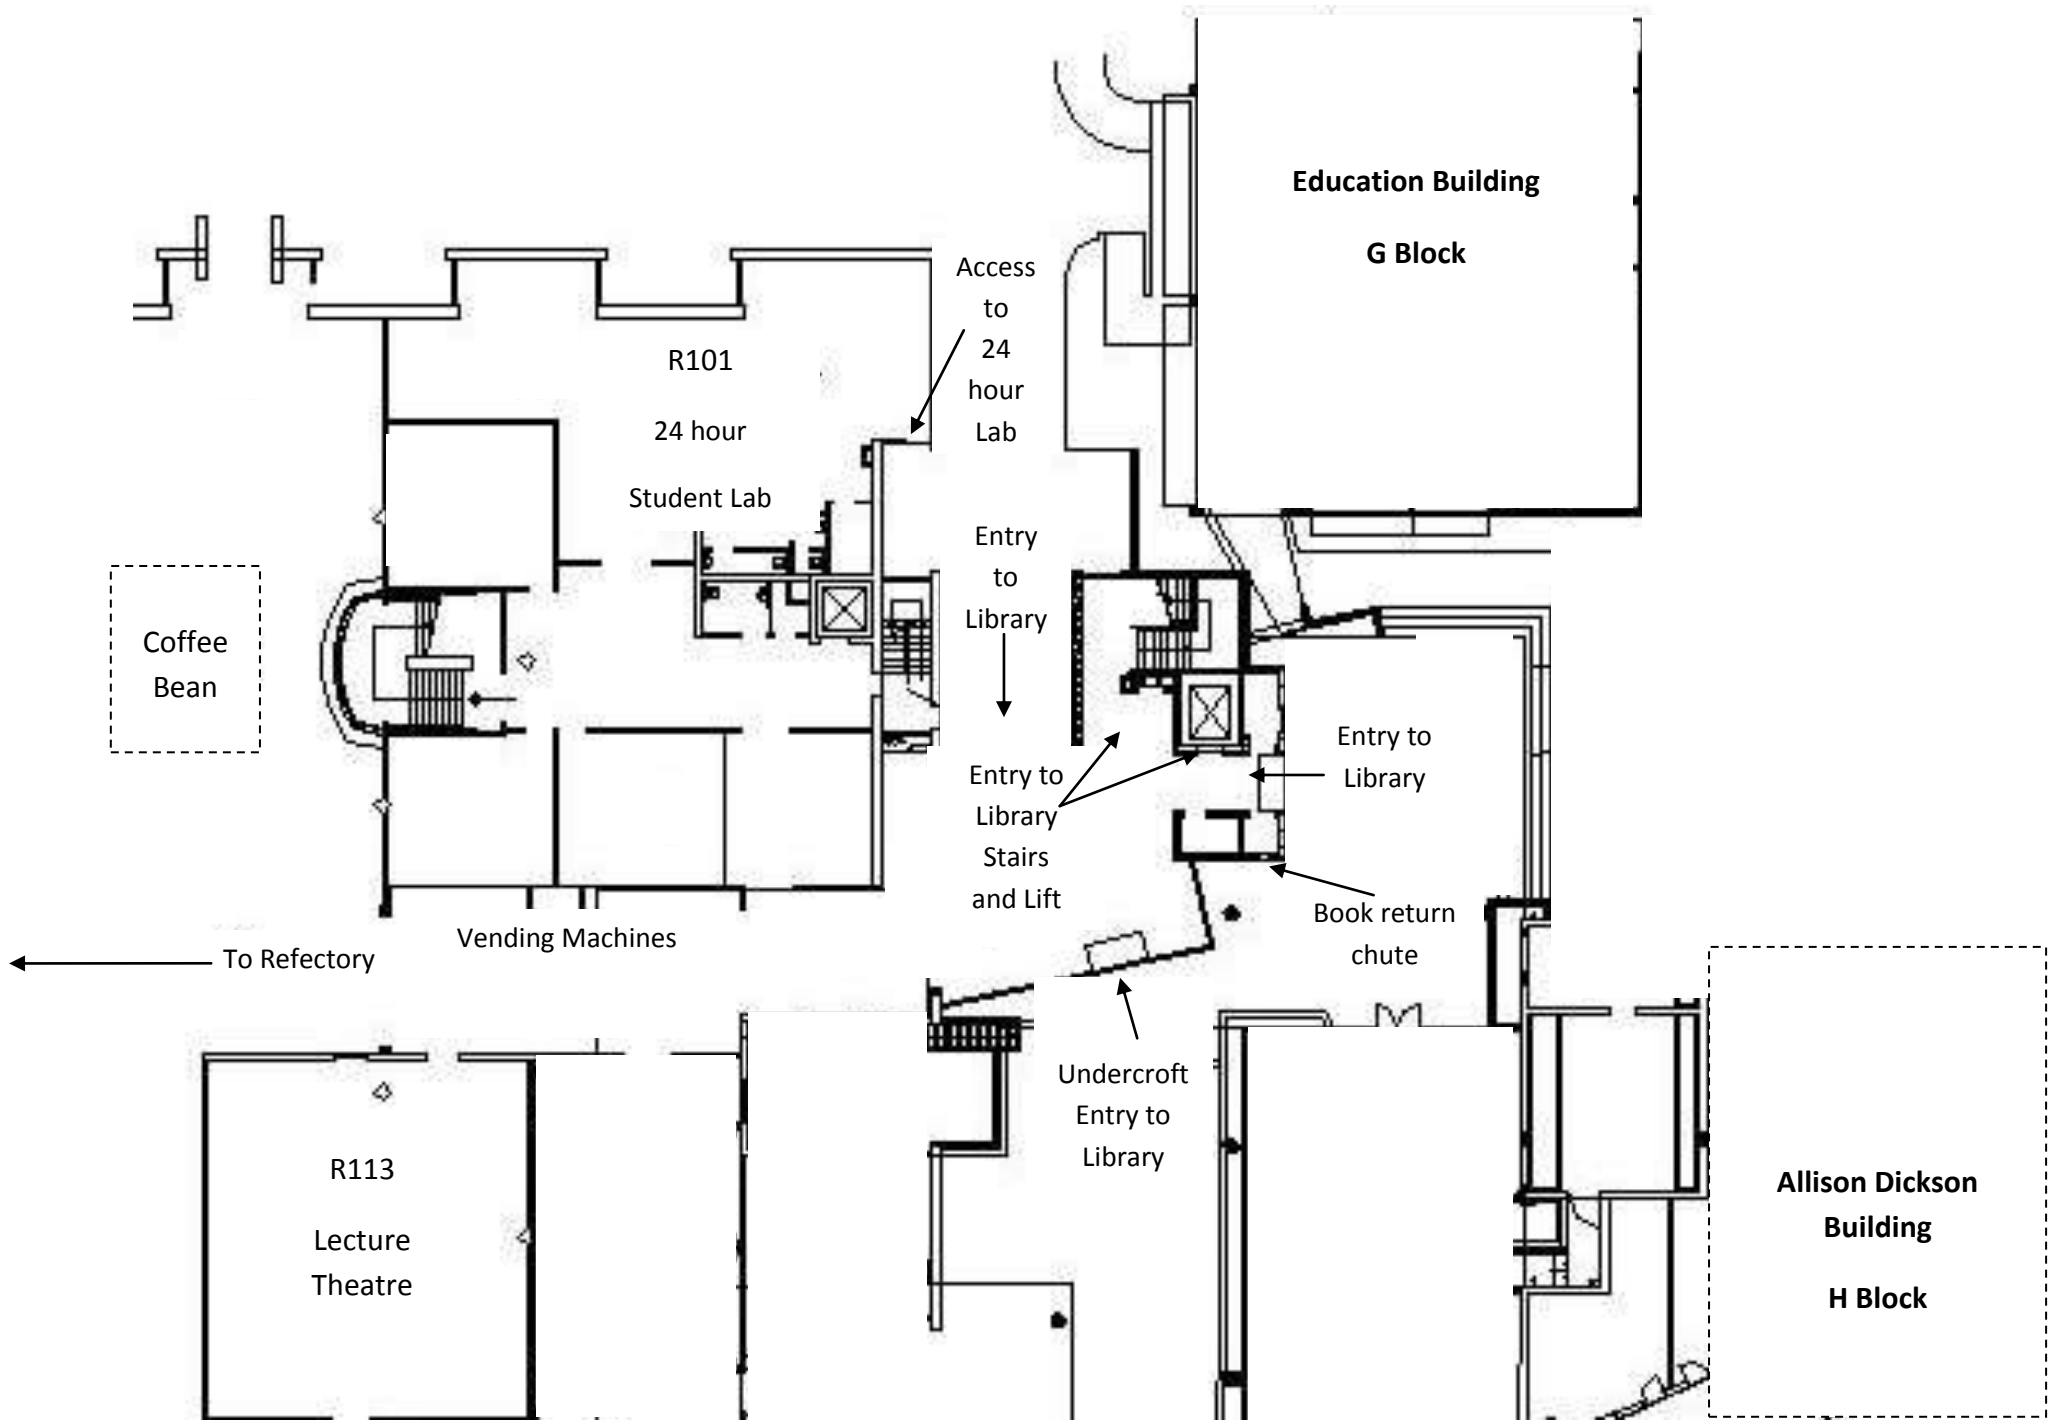 Education Building
G Block
Access
to
24
hour
Lab
R101
24 hour
Student Lab
Entry
to
Library
Coffee
Bean
Entry to
Library
Entry to
Library
Stairs
and Lift
Book return
chute
Vending Machines
To Refectory
Undercroft
Entry to
Library
R113
Lecture
Theatre
Allison Dickson
Building
H Block